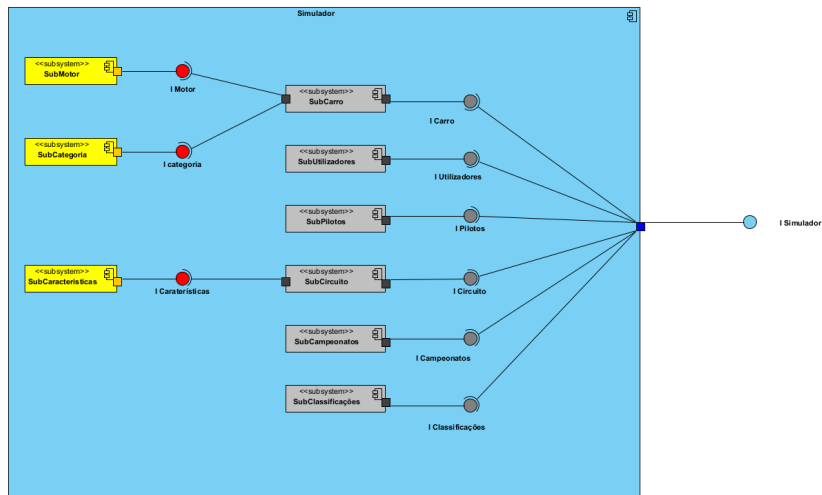 Simulador
<<subsystem>>
SubMotor
I Motor
<<subsystem>>
SubCarro
I Carro
<<subsystem>>
SubCategoria
I categoria
<<subsystem>>
SubUtilizadores
I Utilizadores
<<subsystem>>
SubPilotos
I Pilotos
I Simulador
<<subsystem>>
SubCaracteristicas
I Caraterísticas
<<subsystem>>
SubCircuito
I Circuito
<<subsystem>>
SubCampeonatos
I Campeonatos
<<subsystem>>
SubClassificações
I Classificações